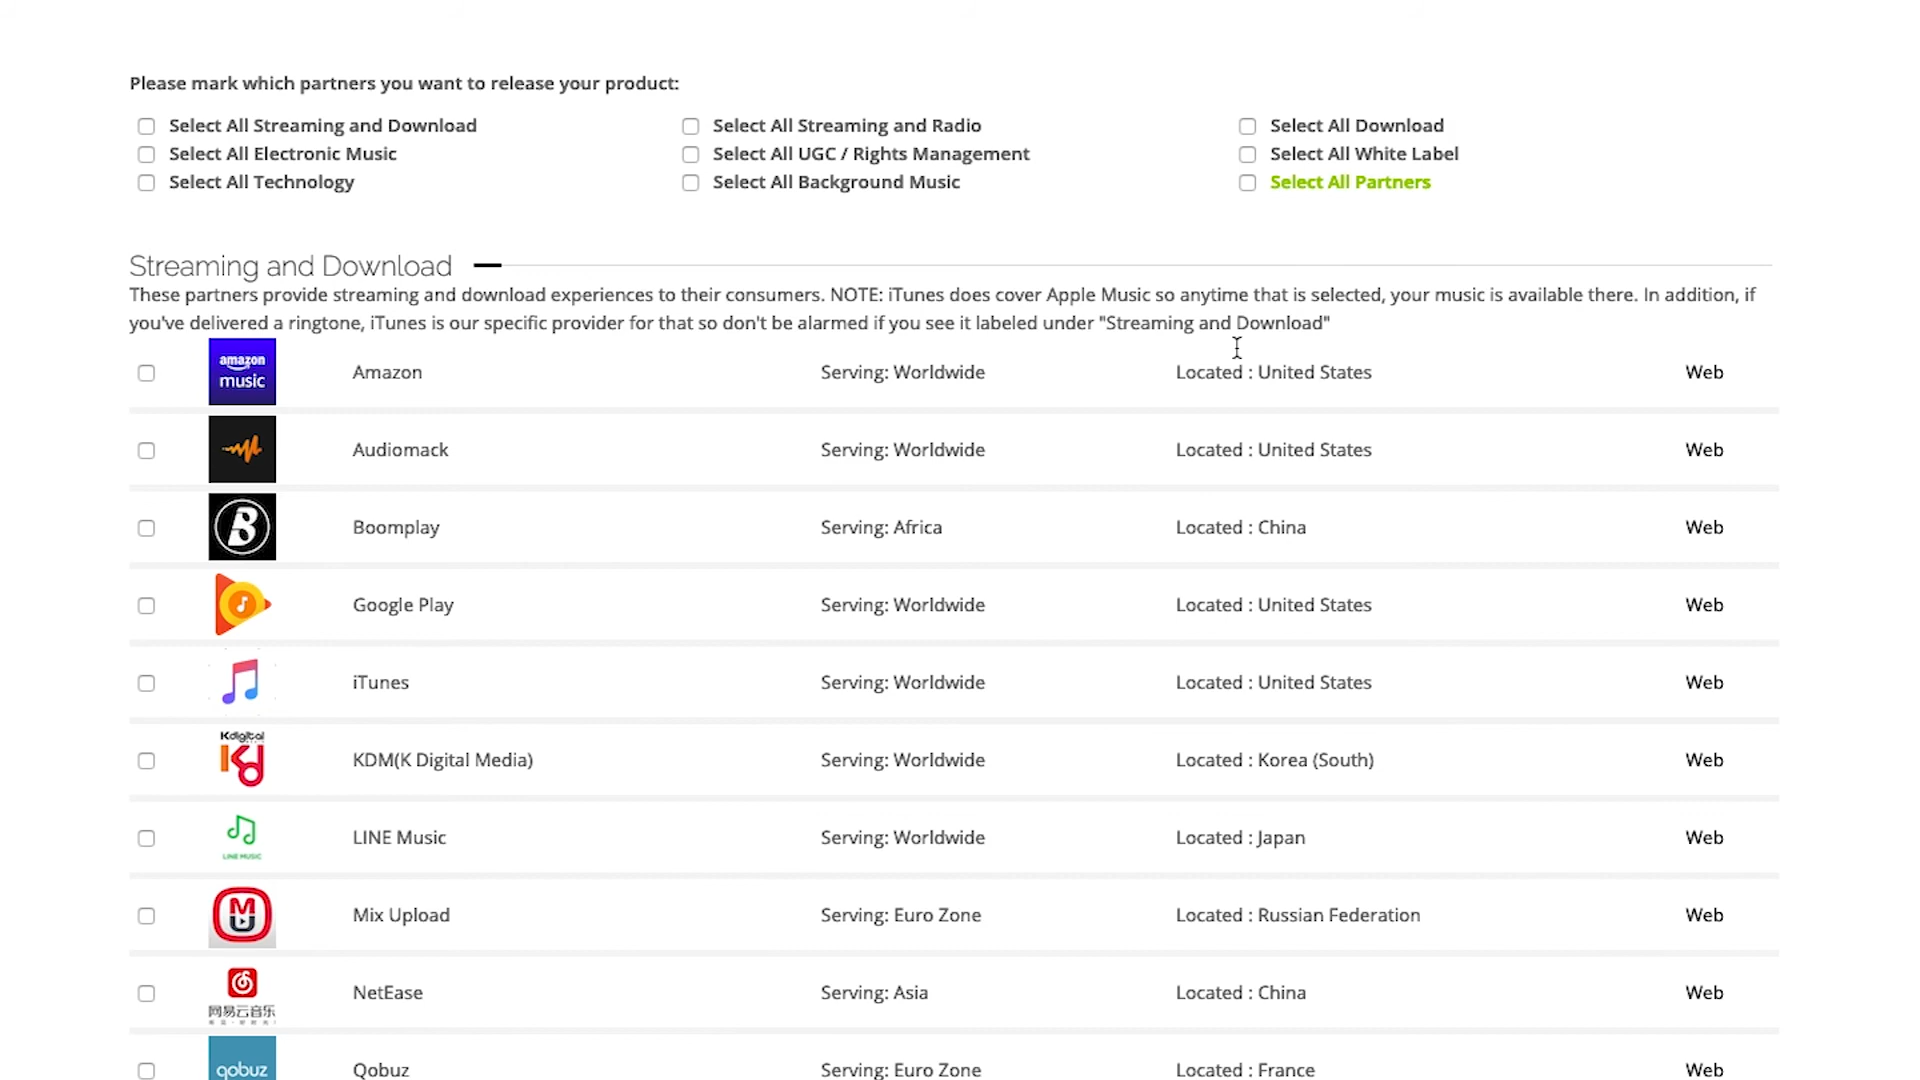 Please mark which partners you want to release your product:
Select All Streaming and Download Select All Streaming and Radio Select All Download
Select All Electronic Music Select All UGC / Rights Management Select All White Label
Select All Technology Select All Background Music Select All Partners
Streaming and Download
These partners provide streaming and download experiences to their consumers. NOTE: iTunes does cover Apple Music so anytime that is selected, your music is available there. In addition, if
you've delivered a ringtone, iTunes is our specific provider for that so don't be alarmed if you see it labeled under "Streaming and Download"
amazon
music
Amazon Serving: Worldwide Located : United States Web
Audiomack Serving: Worldwide Located : United States Web
B Boomplay Serving: Africa Located : China Web
Google Play Serving: Worldwide Located : United States Web
iTunes Serving: Worldwide Located : United States Web
Kdigital
KDM(K Digital Media) Serving: Worldwide Located : Korea (South) Web
LINE Music Serving: Worldwide Located : Japan Web
LINE MUSIC
MU Mix Upload Serving: Euro Zone Located : Russian Federation Web
NetEase Serving: Asia Located : China Web
网易云音乐
qobuz Qobuz Serving: Euro Zone Located : France Web